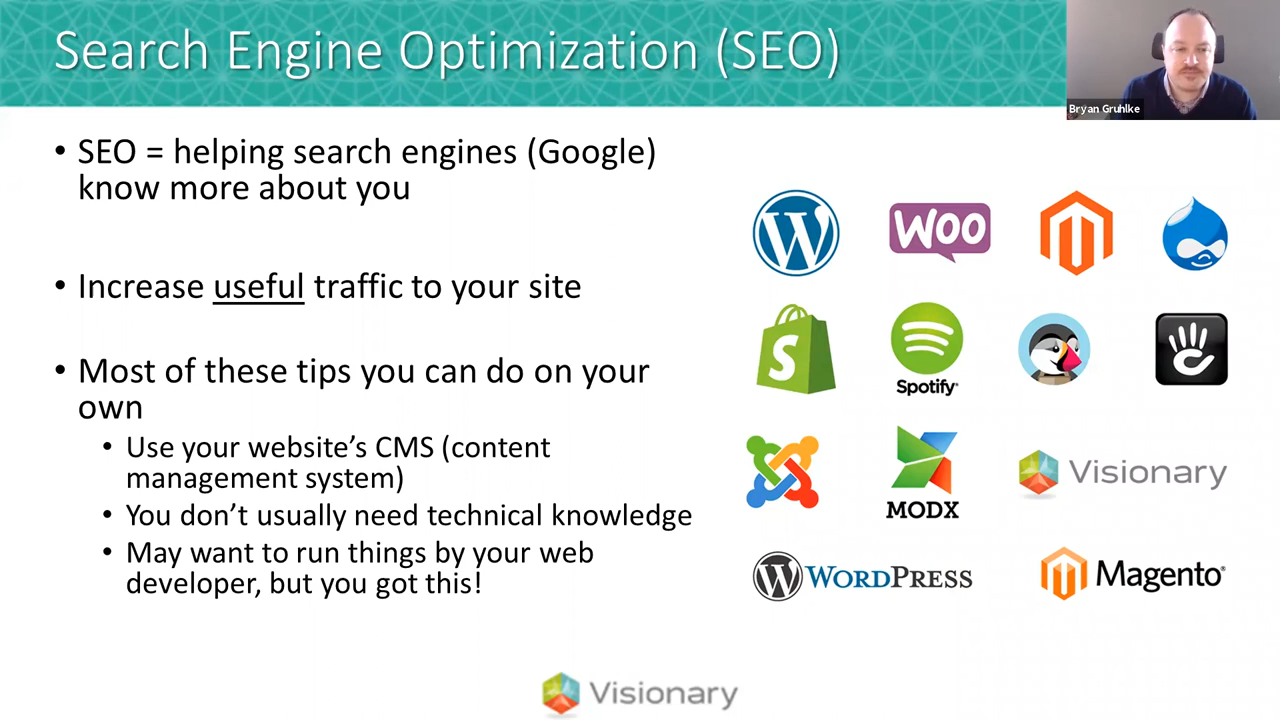 Search Engine Optimization (SEO)
Bryan Gruhlke
• SEO = helping search engines (Google)
know more about you
• Increase useful traffic to your site
• Most of these tips you can do on your
own
• Use your website’s CMS (content
management system)
• You don’t usually need technical knowledge
• May want to run things by your web
developer, but you got this!
W
WOO
S
Spotify®
MODX
Visionary
W WORDPRESS
Magento®
Visionary